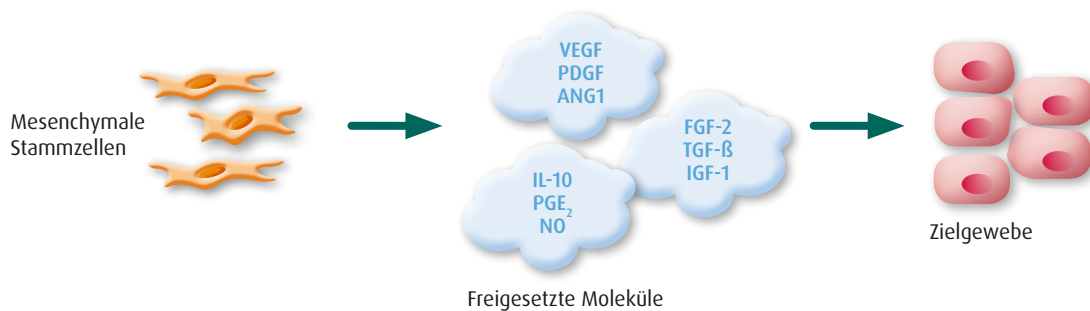 Mesenchymale
Stammzellen
VEGF
PDGF
ANG1
FGF-2
TGF-ß
IGF-1
IL-10
PGE₂
NO
Freigesetzte Moleküle
Zielgewebe